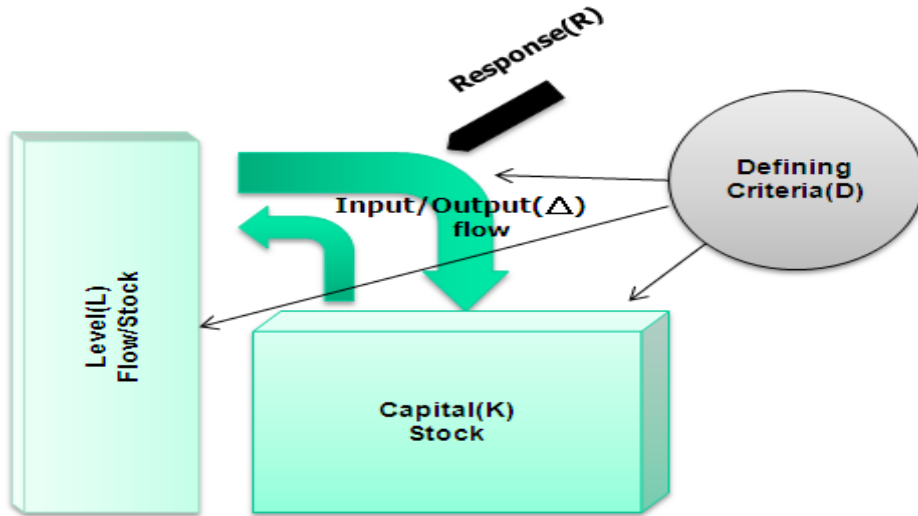 Response(R)
Defining
Criteria(D)
Input/Output(△)
flow
Level(L)
Flow/Stock
Capital(K)
Stock